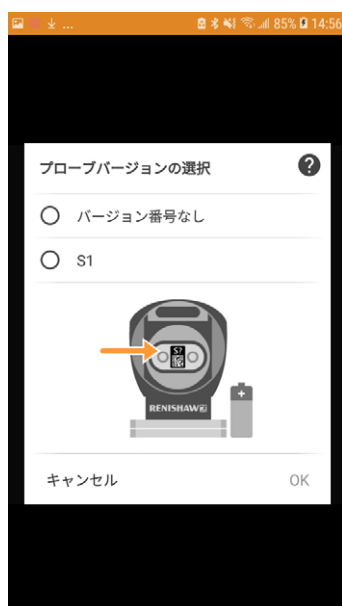 ... 85% 14:56
プローブバージョンの選択 ?
バージョン番号なし
S1
S?
RENISHAW
+
キャンセル OK